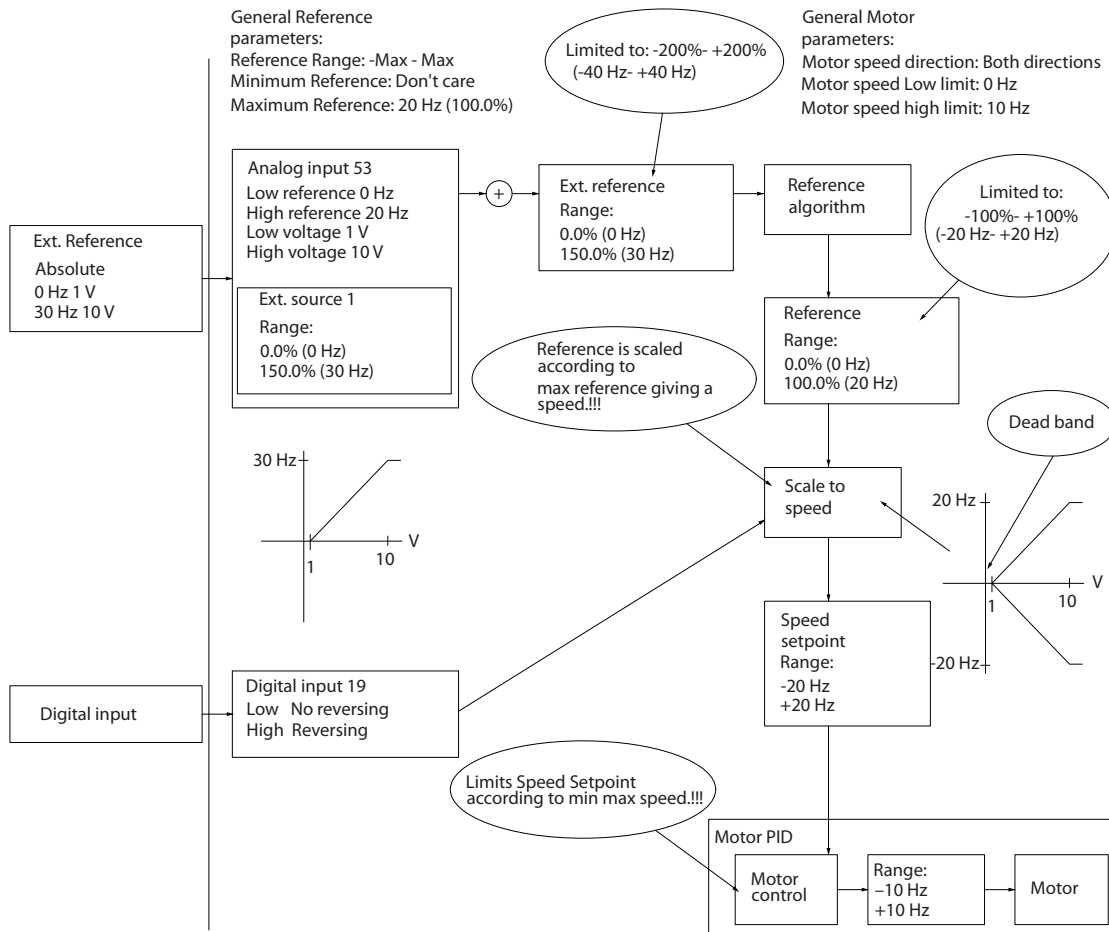 General Reference
parameters:
Reference Range: -Max - Max
Minimum Reference: Don't care
Maximum Reference: 20 Hz (100.0%)
Limited to: -200%- +200%
(-40 Hz- +40 Hz)
General Motor
parameters:
Motor speed direction: Both directions
Motor speed Low limit: 0 Hz
Motor speed high limit: 10 Hz
Ext. Reference
Absolute
0 Hz 1 V
30 Hz 10 V
Analog input 53
Low reference 0 Hz
High reference 20 Hz
Low voltage 1 V
High voltage 10 V
Ext. source 1
Range:
0.0% (0 Hz)
150.0% (30 Hz)
+
Ext. reference
Range:
0.0% (0 Hz)
150.0% (30 Hz)
Reference
algorithm
Limited to:
-100%- +100%
(-20 Hz- +20 Hz)
Reference
Range:
0.0% (0 Hz)
100.0% (20 Hz)
Reference is scaled
according to
max reference giving a
speed.!!!
Dead band
30 Hz
V
1
10
Scale to
speed
20 Hz
V
1
10
-20 Hz
Speed
setpoint
Range:
-20 Hz
+20 Hz
Digital input
Digital input 19
Low No reversing
High Reversing
Limits Speed Setpoint
according to min max speed.!!!
Motor PID
Motor
control
Range:
–10 Hz
+10 Hz
Motor